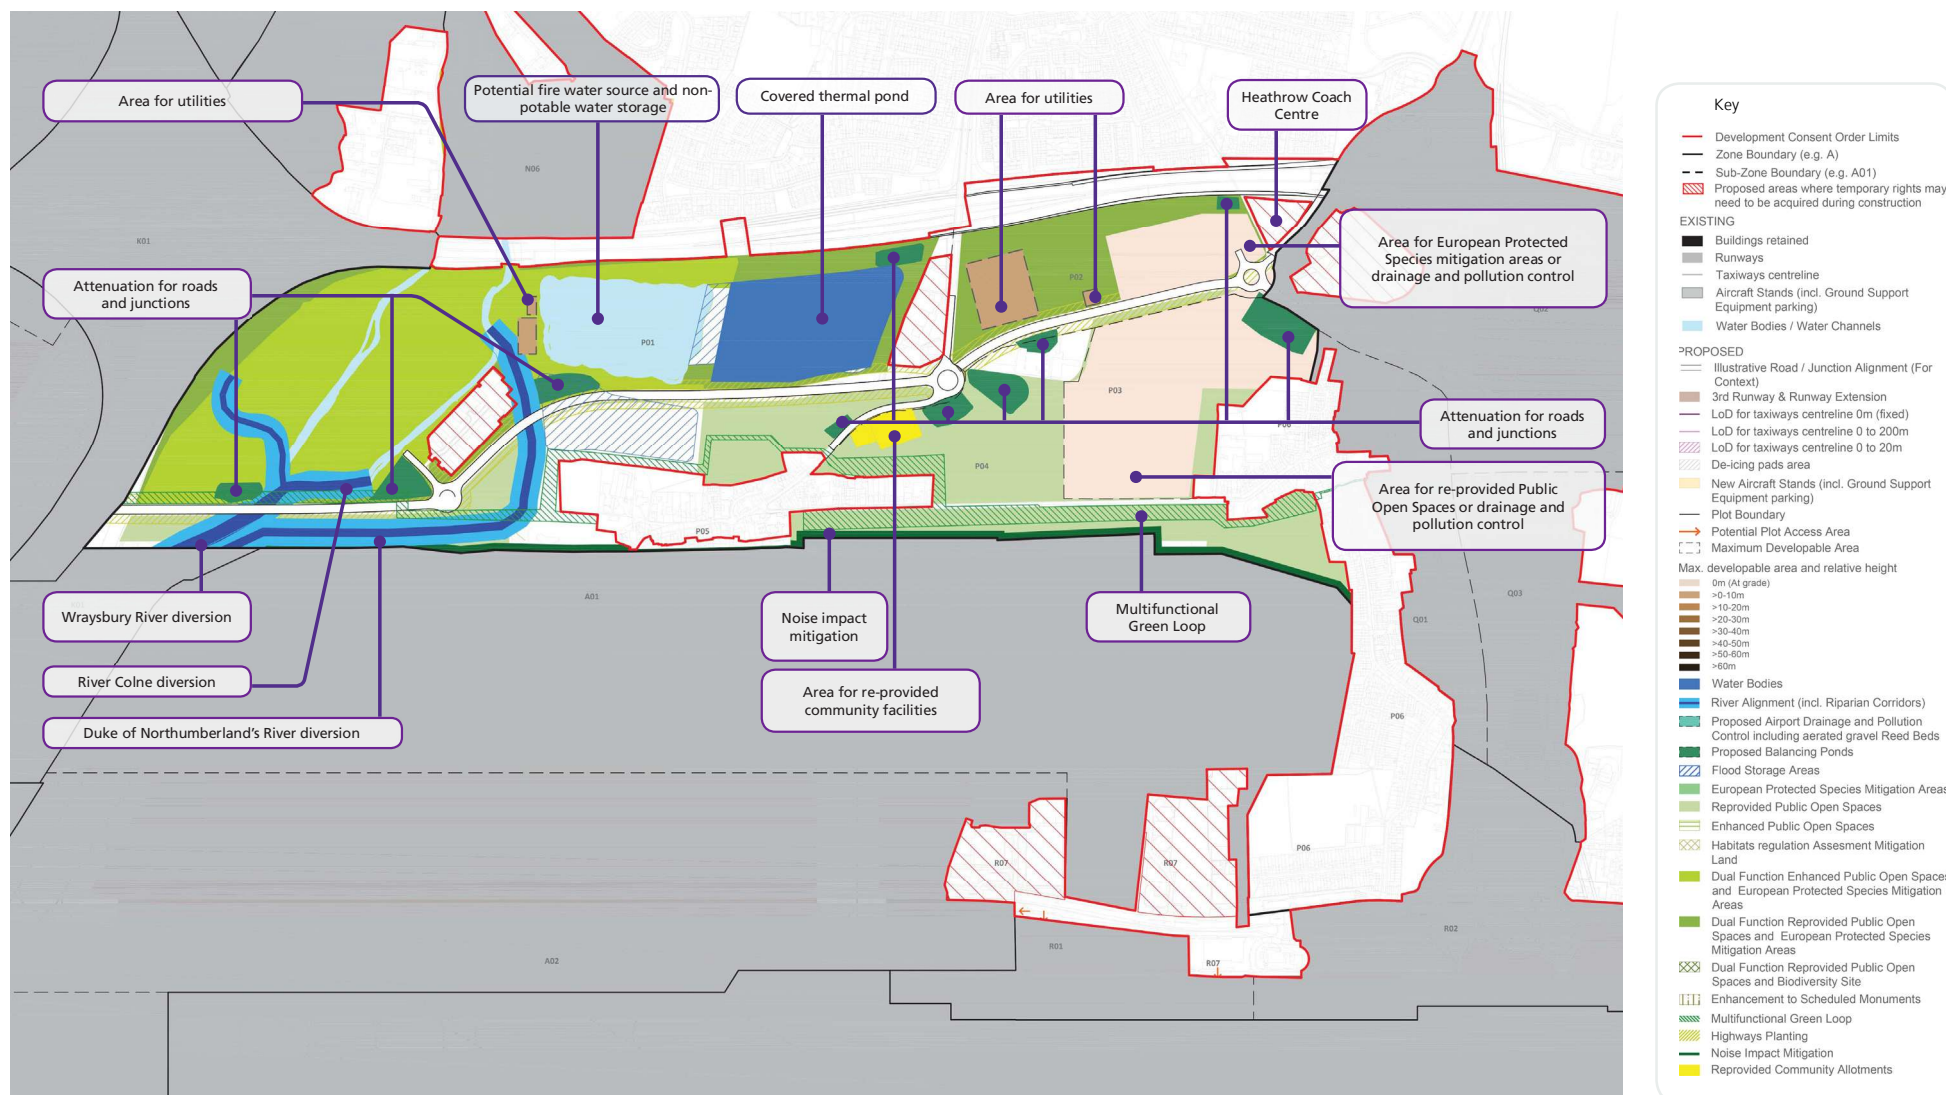 Area for utilities
Potential fire water source and non-
potable water storage
Covered thermal pond
Area for utilities
Heathrow Coach
Centre
Area for European Protected
Species mitigation areas or
drainage and pollution control
Attenuation for roads
and junctions
Attenuation for roads
and junctions
Area for re-provided Public
Open Spaces or drainage and
pollution control
Wraysbury River diversion
River Colne diversion
Duke of Northumberland's River diversion
Noise impact
mitigation
Area for re-provided
community facilities
Multifunctional
Green Loop
N06
K01
P01
P02
P03
P04
P05
P06
A01
Q01
Q03
P06
P06
R07
R07
R01
R07
R02
A02
Key
Development Consent Order Limits
Zone Boundary (e.g. A)
Sub-Zone Boundary (e.g. A01)
Proposed areas where temporary rights may
need to be acquired during construction
EXISTING
Buildings retained
Runways
Taxiways centreline
Aircraft Stands (incl. Ground Support
Equipment parking)
Water Bodies / Water Channels
PROPOSED
Illustrative Road / Junction Alignment (For
Context)
3rd Runway & Runway Extension
LoD for taxiways centreline 0m (fixed)
LoD for taxiways centreline 0 to 200m
LoD for taxiways centreline 0 to 20m
De-icing pads area
New Aircraft Stands (incl. Ground Support
Equipment parking)
Plot Boundary
Potential Plot Access Area
Maximum Developable Area
Max. developable area and relative height
0m (At grade)
>0-10m
>10-20m
>20-30m
>30-40m
>40-50m
>50-60m
>60m
Water Bodies
River Alignment (incl. Riparian Corridors)
Proposed Airport Drainage and Pollution
Control including aerated gravel Reed Beds
Proposed Balancing Ponds
Flood Storage Areas
European Protected Species Mitigation Areas
Reprovided Public Open Spaces
Enhanced Public Open Spaces
Habitats regulation Assesment Mitigation
Land
Dual Function Enhanced Public Open Spaces
and European Protected Species Mitigation
Areas
Dual Function Reprovided Public Open
Spaces and European Protected Species
Mitigation Areas
Dual Function Reprovided Public Open
Spaces and Biodiversity Site
Enhancement to Scheduled Monuments
Multifunctional Green Loop
Highways Planting
Noise Impact Mitigation
Reprovided Community Allotments